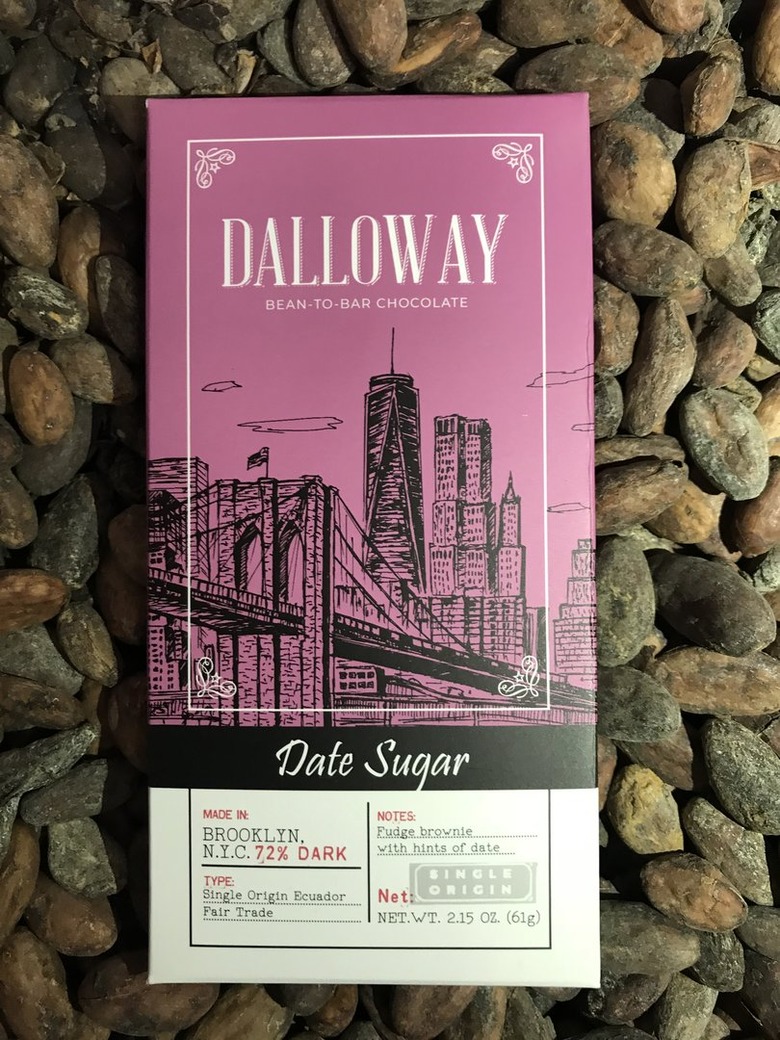 DALLOWAY
BEAN-TO-BAR CHOCOLATE
Date Sugar
MADE IN:
BROOKLYN,
N.Y.C. 72% DARK
TYPE:
Single Origin Ecuador
Fair Trade
NOTES:
Fudge brownie
with hints of date
SINGLE
ORIGIN
Net:
NET.WT. 2.15 OZ. (61g)